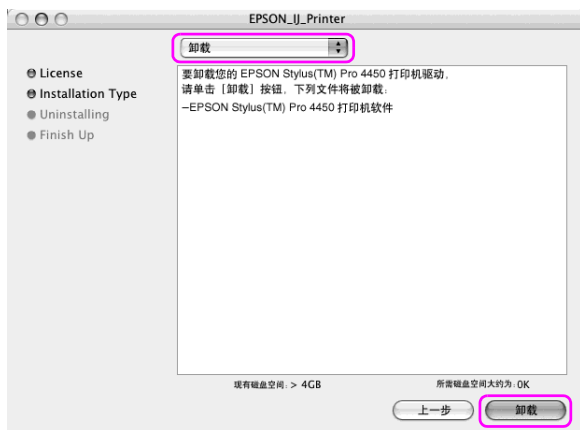 EPSON_IJ_Printer
卸载
License
Installation Type
Uninstalling
Finish Up
要卸载您的 EPSON Stylus(TM) Pro 4450 打印机驱动,
请单击［卸载］按钮, 下列文件将被卸载:
–EPSON Stylus(TM) Pro 4450 打印机软件
现有磁盘空间: > 4GB
所需磁盘空间大约为: 0K
上一步
卸载